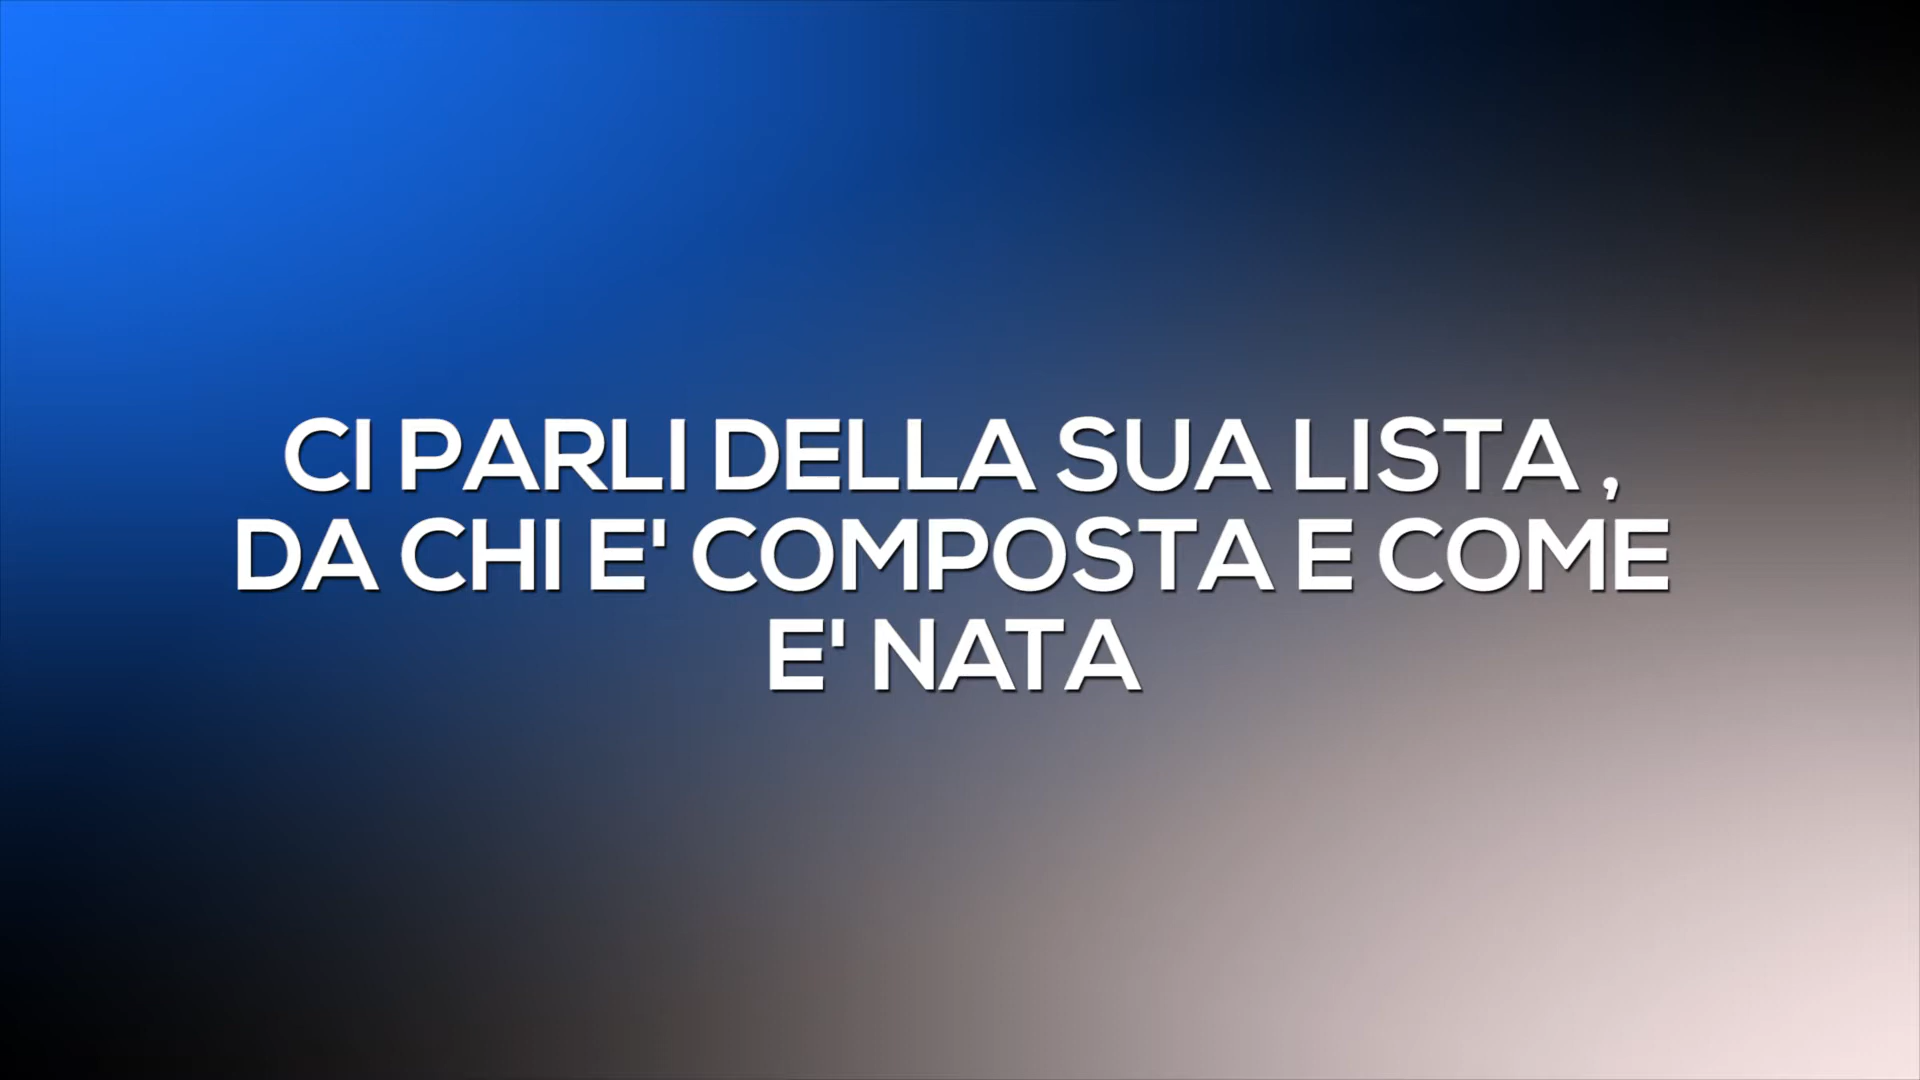 CI PARLI DELLA SUA LISTA ,
DA CHI E' COMPOSTA E COME
E' NATA